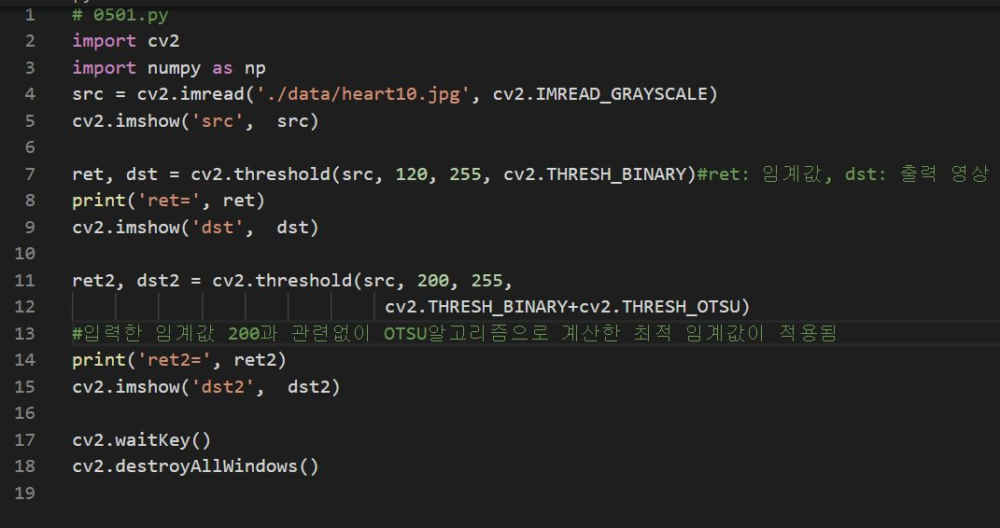 1 # 0501.py
2 import cv2
3 import numpy as np
4 src = cv2.imread('./data/heart10.jpg', cv2.IMREAD_GRAYSCALE)
5 cv2.imshow('src',  src)
6
7 ret, dst = cv2.threshold(src, 120, 255, cv2.THRESH_BINARY)#ret: 임계값, dst: 출력 영상
8 print('ret=', ret)
9 cv2.imshow('dst',  dst)
10
11 ret2, dst2 = cv2.threshold(src, 200, 255,
12                             cv2.THRESH_BINARY+cv2.THRESH_OTSU)
13 #입력한 임계값 200과 관련없이 OTSU알고리즘으로 계산한 최적 임계값이 적용됨
14 print('ret2=', ret2)
15 cv2.imshow('dst2',  dst2)
16
17 cv2.waitKey()
18 cv2.destroyAllWindows()
19